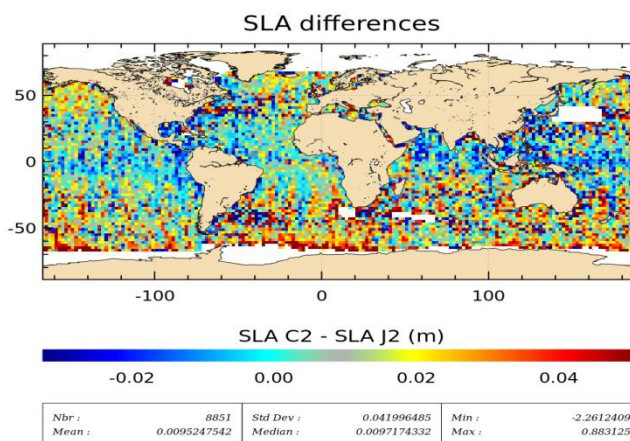 SLA differences
50
0
-50
-100 0 100
SLA C2 - SLA J2 (m)
-0.02 0.00 0.02 0.04
Nbr : 8851 Std Dev : 0.041996485 Min : -2.2612409
Mean : 0.0095247542 Median : 0.0097174332 Max : 0.883125